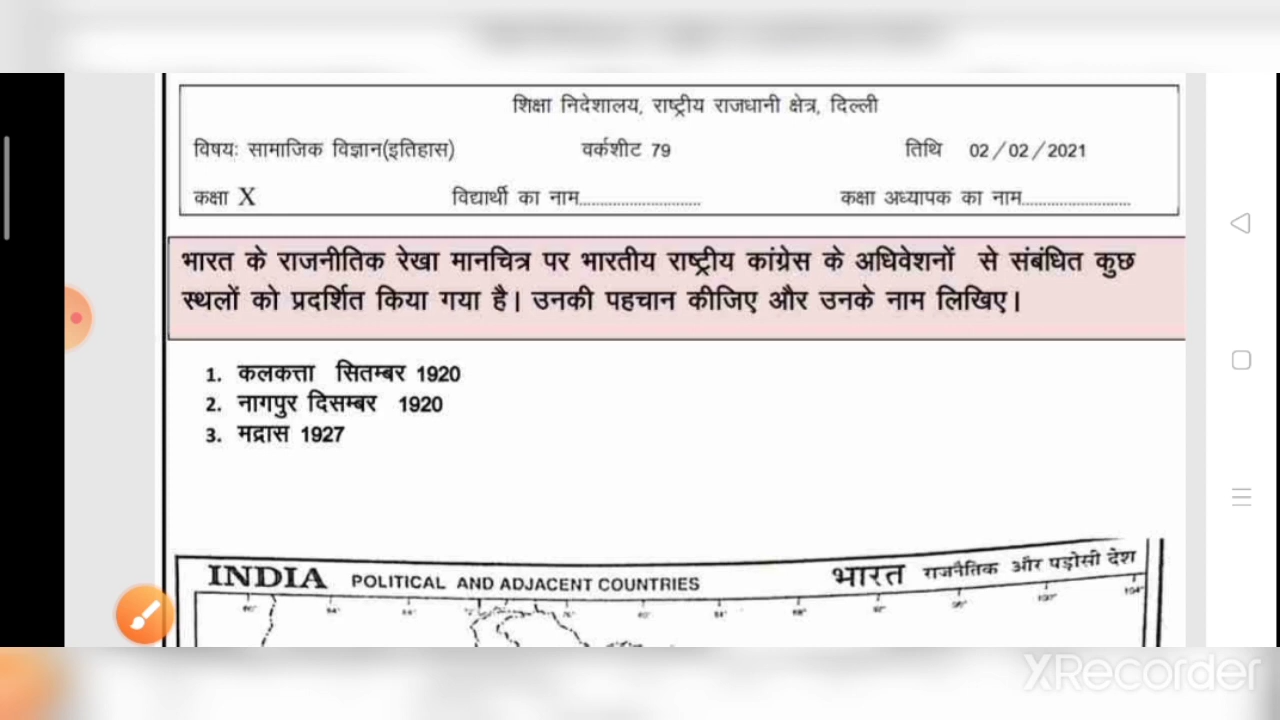 शिक्षा निदेशालय, राष्ट्रीय राजधानी क्षेत्र, दिल्ली
विषयः सामाजिक विज्ञान(इतिहास) वर्कशीट 79 तिथि 02/02/2021
कक्षा X विद्यार्थी का नाम............................ कक्षा अध्यापक का नाम.........................
भारत के राजनीतिक रेखा मानचित्र पर भारतीय राष्ट्रीय कांग्रेस के अधिवेशनों से संबंधित कुछ
स्थलों को प्रदर्शित किया गया है। उनकी पहचान कीजिए और उनके नाम लिखिए।
1. कलकत्ता सितम्बर 1920
2. नागपुर दिसम्बर 1920
3. मद्रास 1927
INDIA POLITICAL AND ADJACENT COUNTRIES भारत राजनैतिक और पड़ोसी देश
XRecorder